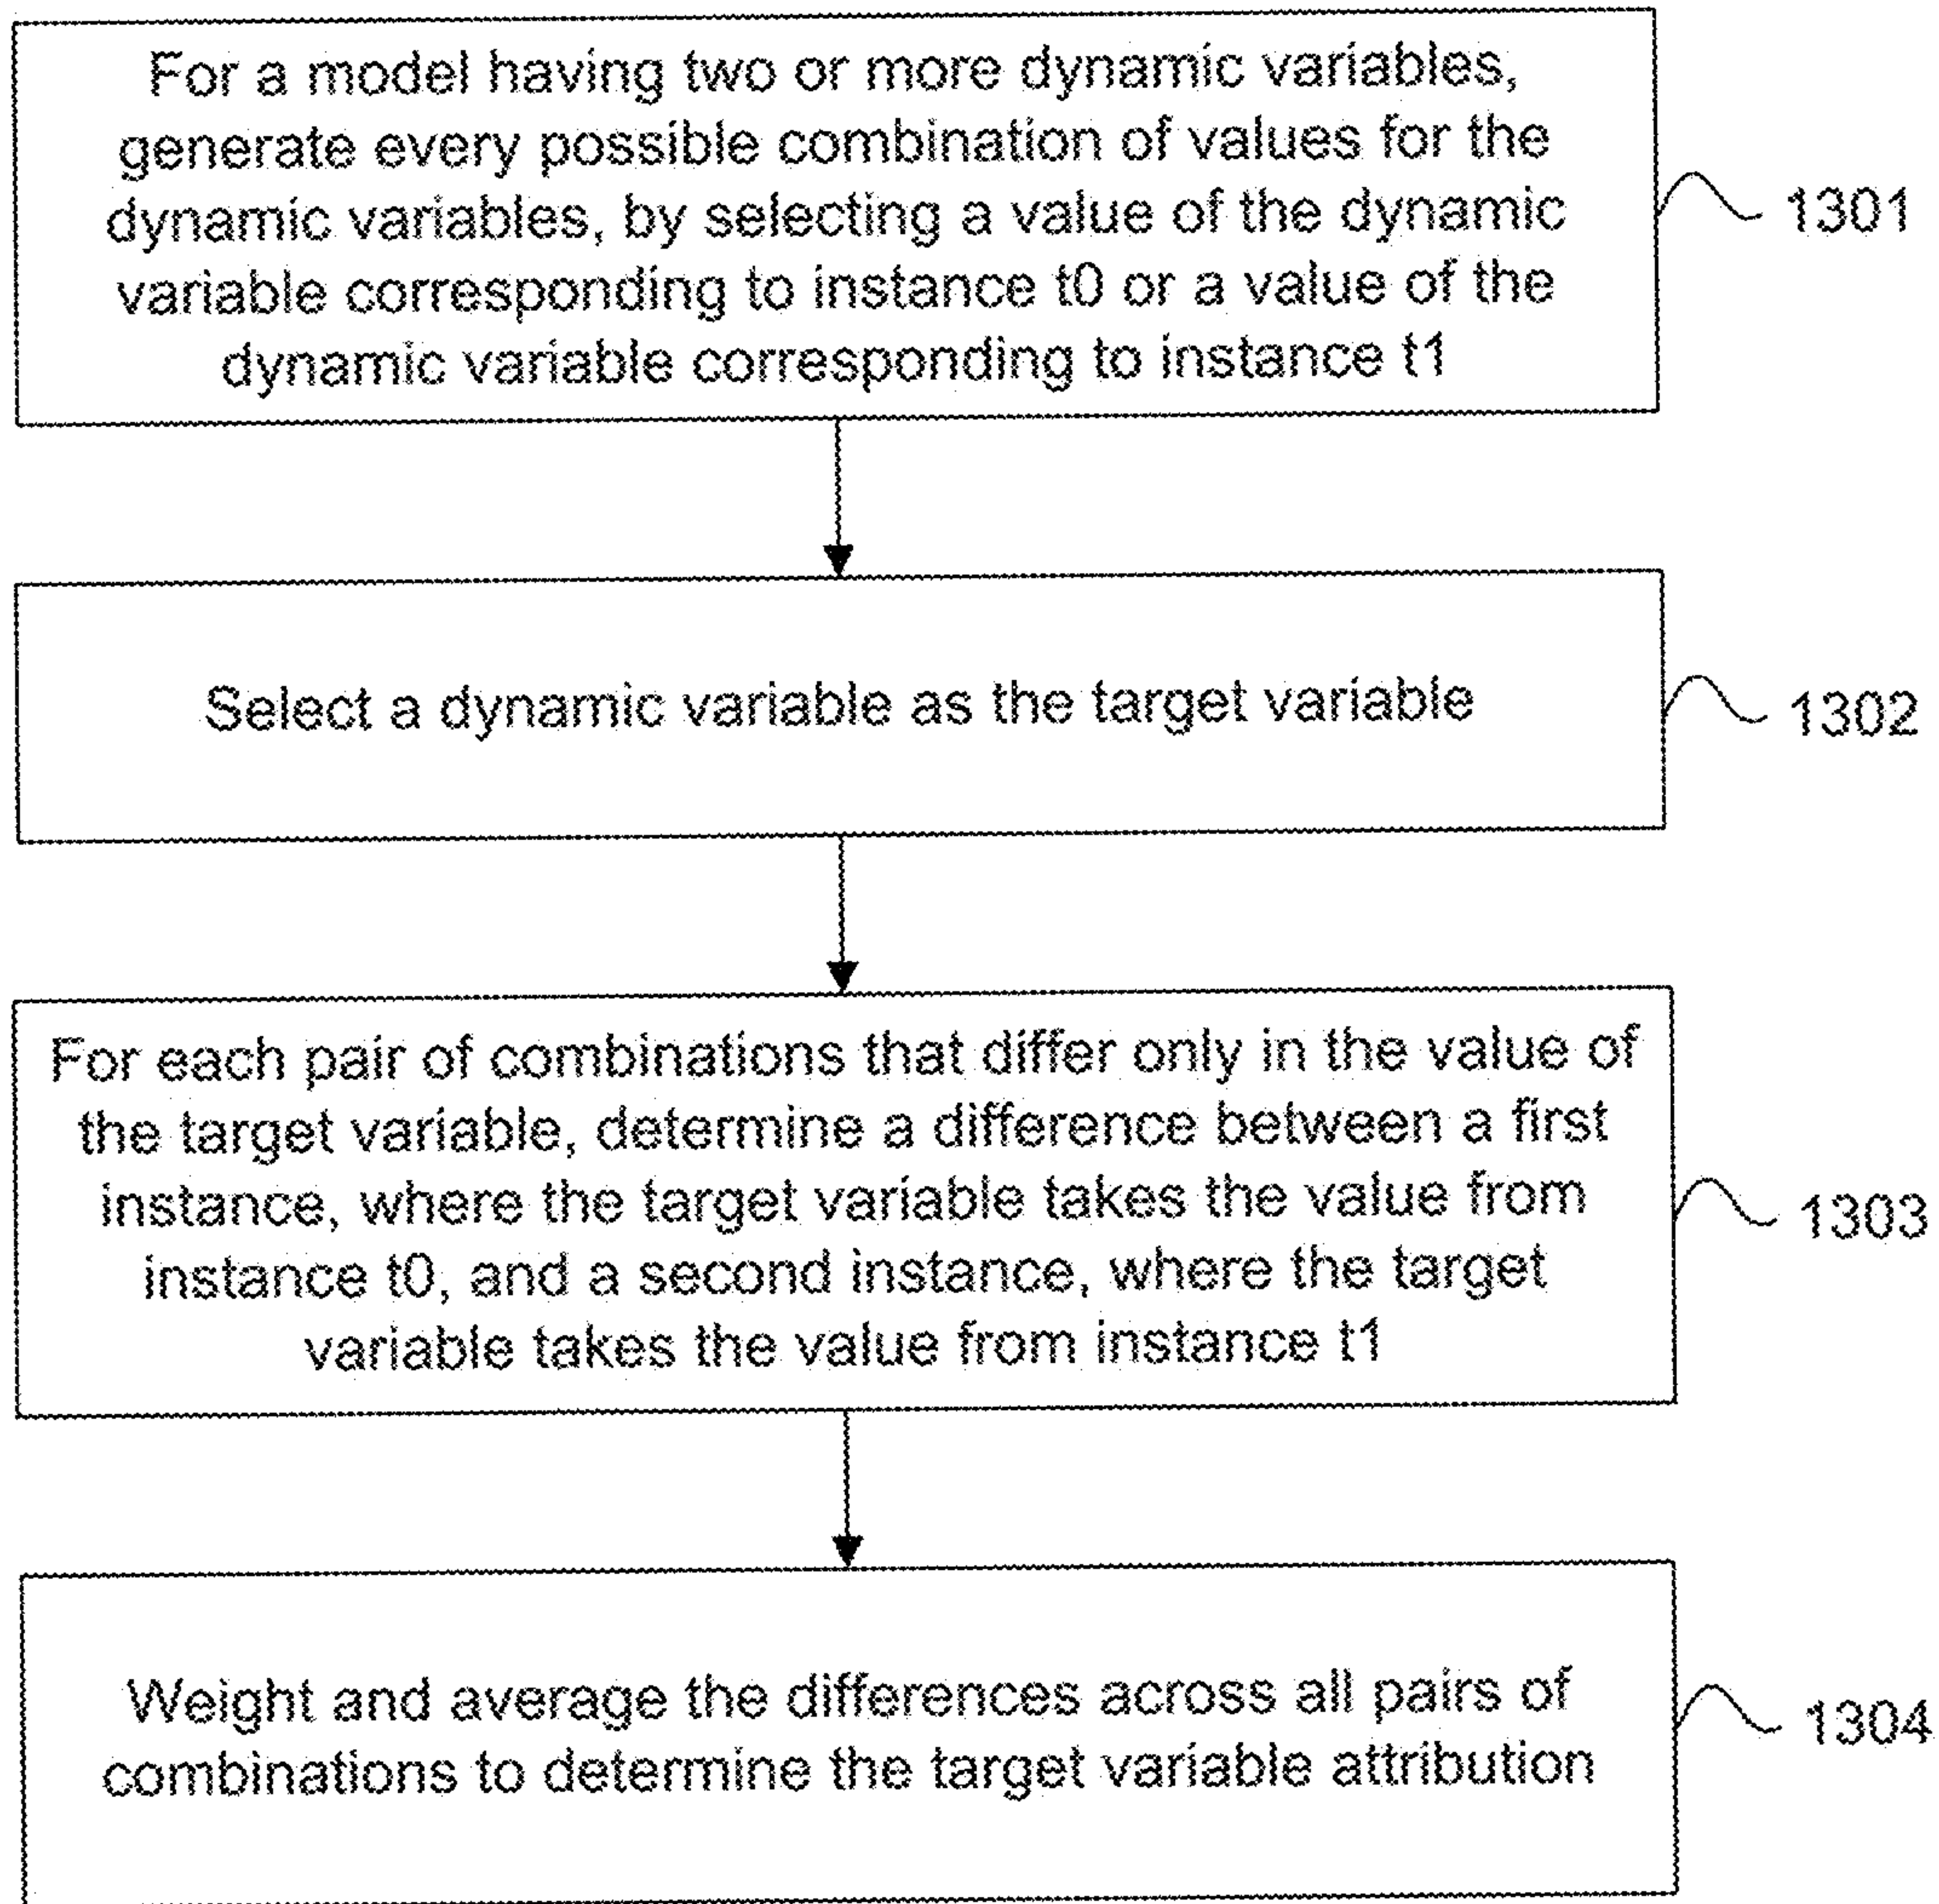 For a model having two or more dynamic variables,
generate every possible combination of values for the
dynamic variables, by selecting a value of the dynamic
variable corresponding to instance t0 or a value of the
dynamic variable corresponding to instance t1
1301
Select a dynamic variable as the target variable
1302
For each pair of combinations that differ only in the value of
the target variable, determine a difference between a first
instance, where the target variable takes the value from
instance t0, and a second instance, where the target
variable takes the value from instance t1
1303
Weight and average the differences across all pairs of
combinations to determine the target variable attribution
1304